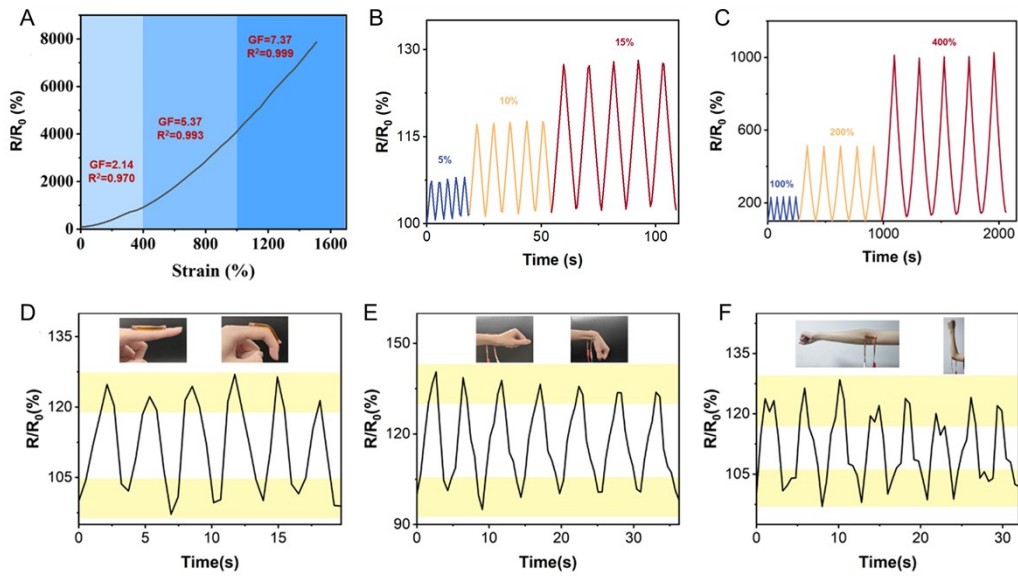 A
8000
6000
4000
2000
0
R/R0 (%)
GF=2.14
R2=0.970
GF=5.37
R2=0.993
GF=7.37
R2=0.999
0 400 800 1200 1600
Strain (%)
B
130
115
100
R/R0 (%)
5%
10%
15%
0 50 100
Time (s)
C
1000
600
200
R/R0 (%)
100%
200%
400%
0 1000 2000
Time (s)
D
135
120
105
R/R0(%)
0 5 10 15
Time(s)
E
150
120
90
R/R0(%)
0 10 20 30
Time(s)
F
145
135
120
105
R/R0(%)
0 10 20 30
Time(s)